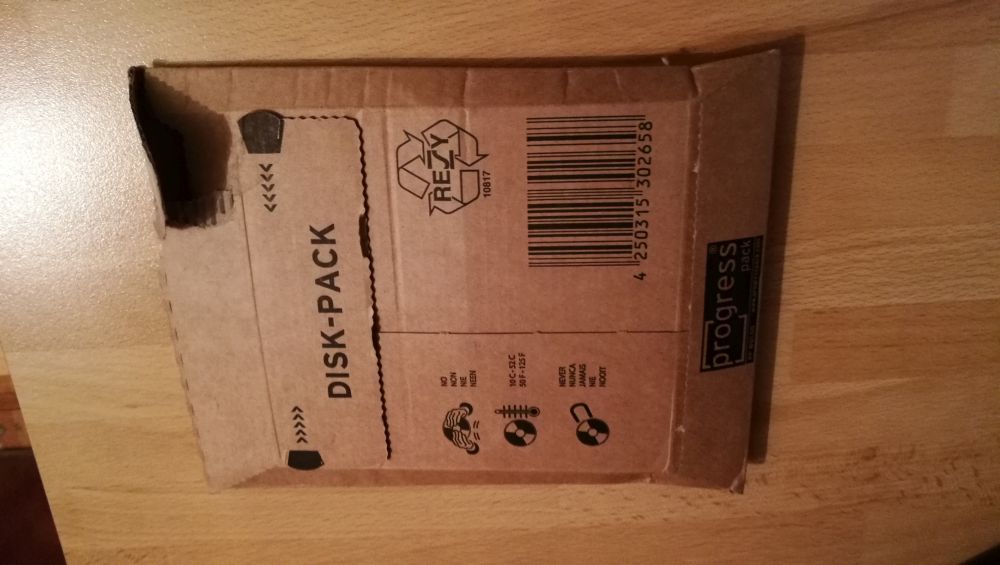 <<<<<
DISK-PACK
>>>>>
RESY
10817
4 250315 302658
NO
NON
NIE
NEEN
10 C - 52 C
50 F - 125 F
NEVER
NUNCA
JAMAIS
NIE
NOOIT
progress®
pack